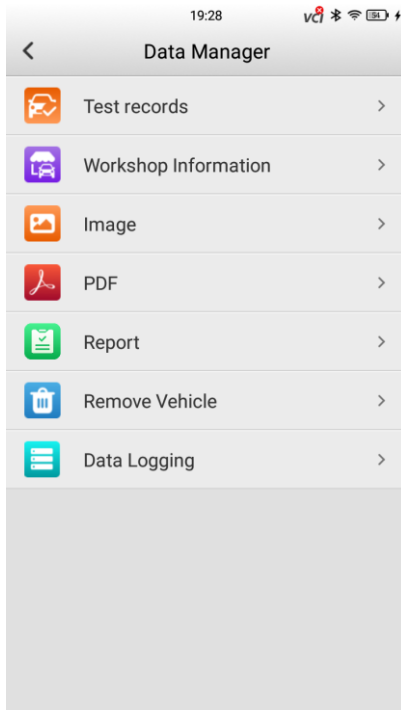 19:28
vci
Data Manager
Test records
Workshop Information
Image
PDF
Report
Remove Vehicle
Data Logging